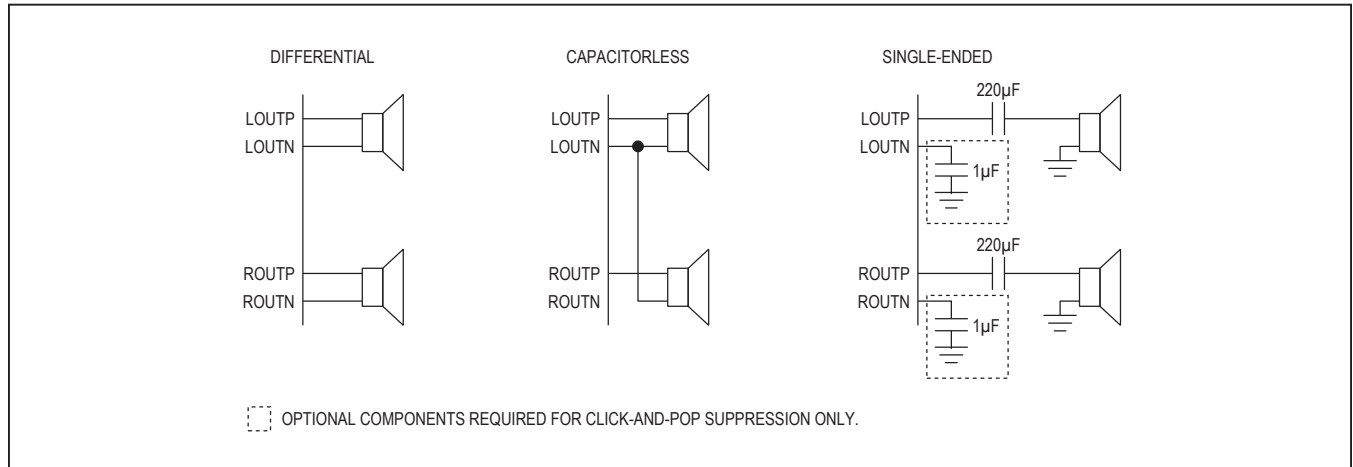 DIFFERENTIAL
LOUTP
LOUTN
ROUTP
ROUTN
CAPACITORLESS
LOUTP
LOUTN
ROUTP
ROUTN
SINGLE-ENDED
220µF
LOUTP
LOUTN
1µF
220µF
ROUTP
ROUTN
1µF
OPTIONAL COMPONENTS REQUIRED FOR CLICK-AND-POP SUPPRESSION ONLY.